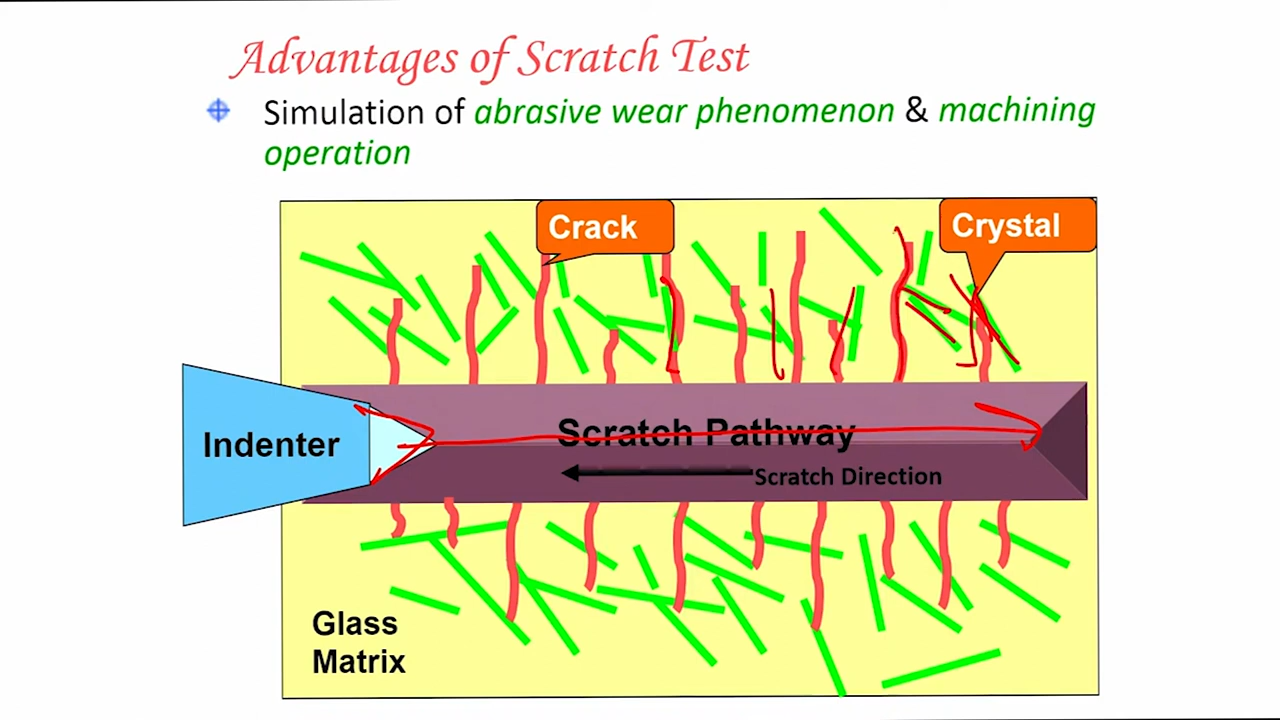 Advantages of Scratch Test
Simulation of abrasive wear phenomenon & machining
operation
Crack
Crystal
Indenter
Scratch Pathway
Scratch Direction
Glass
Matrix